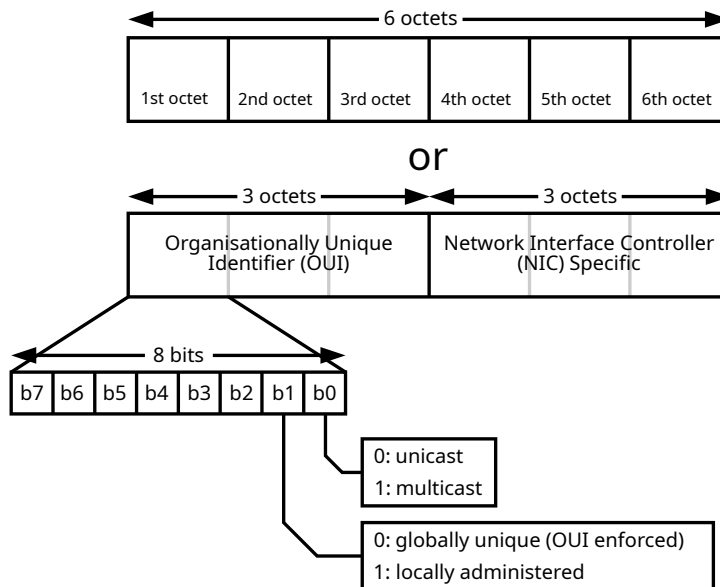 6 octets
1st octet 2nd octet 3rd octet 4th octet 5th octet 6th octet
or
3 octets 3 octets
Organisationally Unique
Identifier (OUI)
Network Interface Controller
(NIC) Specific
8 bits
b7 b6 b5 b4 b3 b2 b1 b0
0: unicast
1: multicast
0: globally unique (OUI enforced)
1: locally administered